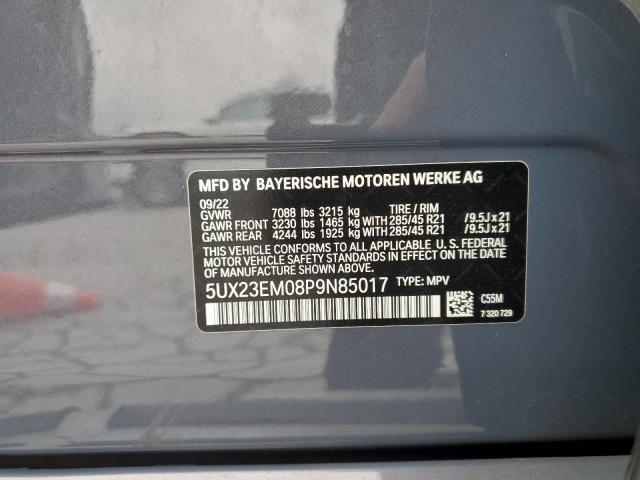 MFD BY BAYERISCHE MOTOREN WERKE AG
09/22
GVWR 7088 lbs 3215 kg TIRE / RIM
GAWR FRONT 3230 lbs 1465 kg WITH 285/45 R21 /9.5J x 21
GAWR REAR 4244 lbs 1925 kg WITH 285/45 R21 /9.5J x 21
THIS VEHICLE CONFORMS TO ALL APPLICABLE U. S. FEDERAL
MOTOR VEHICLE SAFETY STANDARDS IN EFFECT ON THE DATE
OF MANUFACTURE SHOWN ABOVE.
5UX23EM08P9N85017 TYPE: MPV
C55M
7 320 729